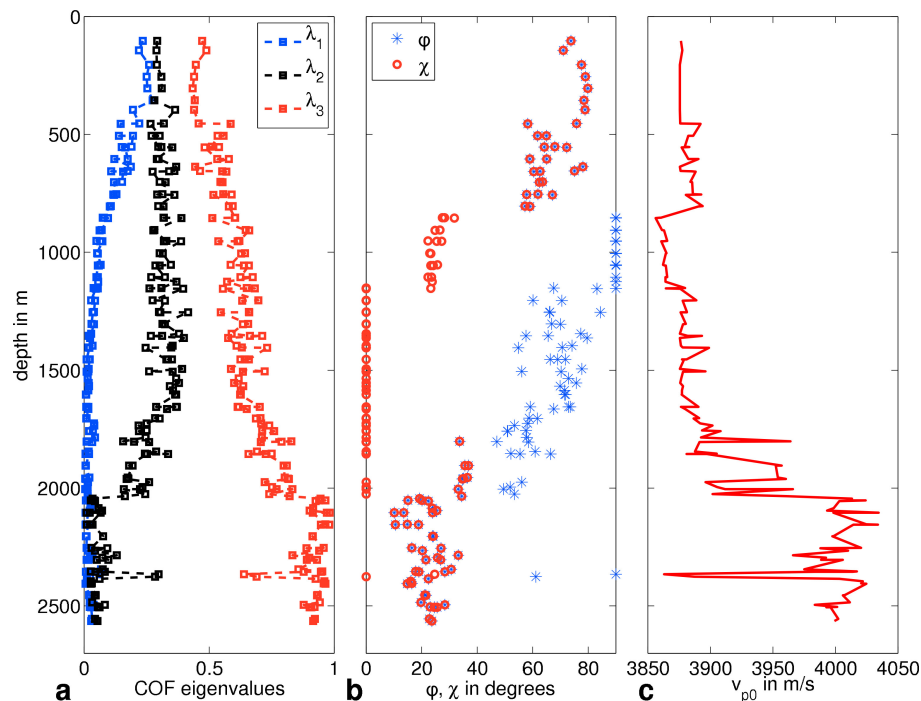 0
500
1000
1500
2000
2500
depth in m
λ1
λ2
λ3
0 0.5 1
COF eigenvalues
a
φ
χ
0 20 40 60 80
φ, χ in degrees
b
3850 3900 3950 4000 4050
vp0 in m/s
c